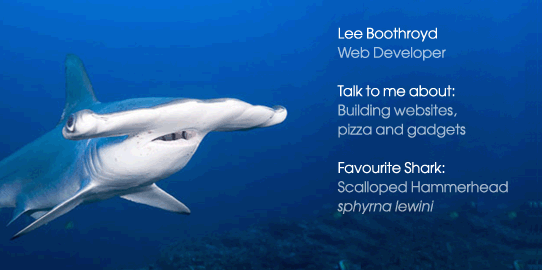 Lee Boothroyd
Web Developer
Talk to me about:
Building websites,
pizza and gadgets
Favourite Shark:
Scalloped Hammerhead
sphyrna lewini